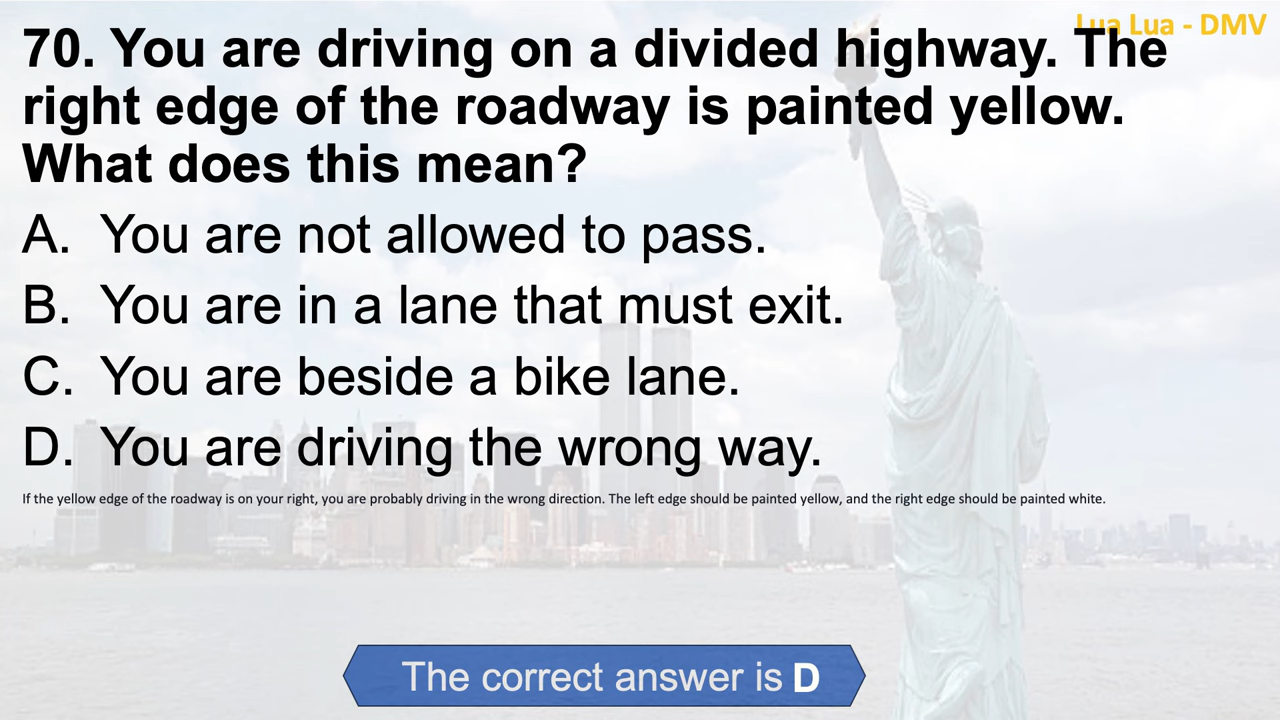 Lua Lua - DMV
70. You are driving on a divided highway. The
right edge of the roadway is painted yellow.
What does this mean?
A. You are not allowed to pass.
B. You are in a lane that must exit.
C. You are beside a bike lane.
D. You are driving the wrong way.
If the yellow edge of the roadway is on your right, you are probably driving in the wrong direction. The left edge should be painted yellow, and the right edge should be painted white.
The correct answer is D